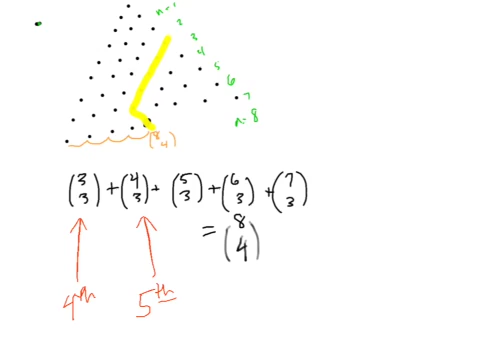 n-1
2
3
4
5
6
7
n-8
(8 4)
(3 3) + (4 3) + (5 3) + (6 3) + (7 3)
= (8 4)
4th 5th